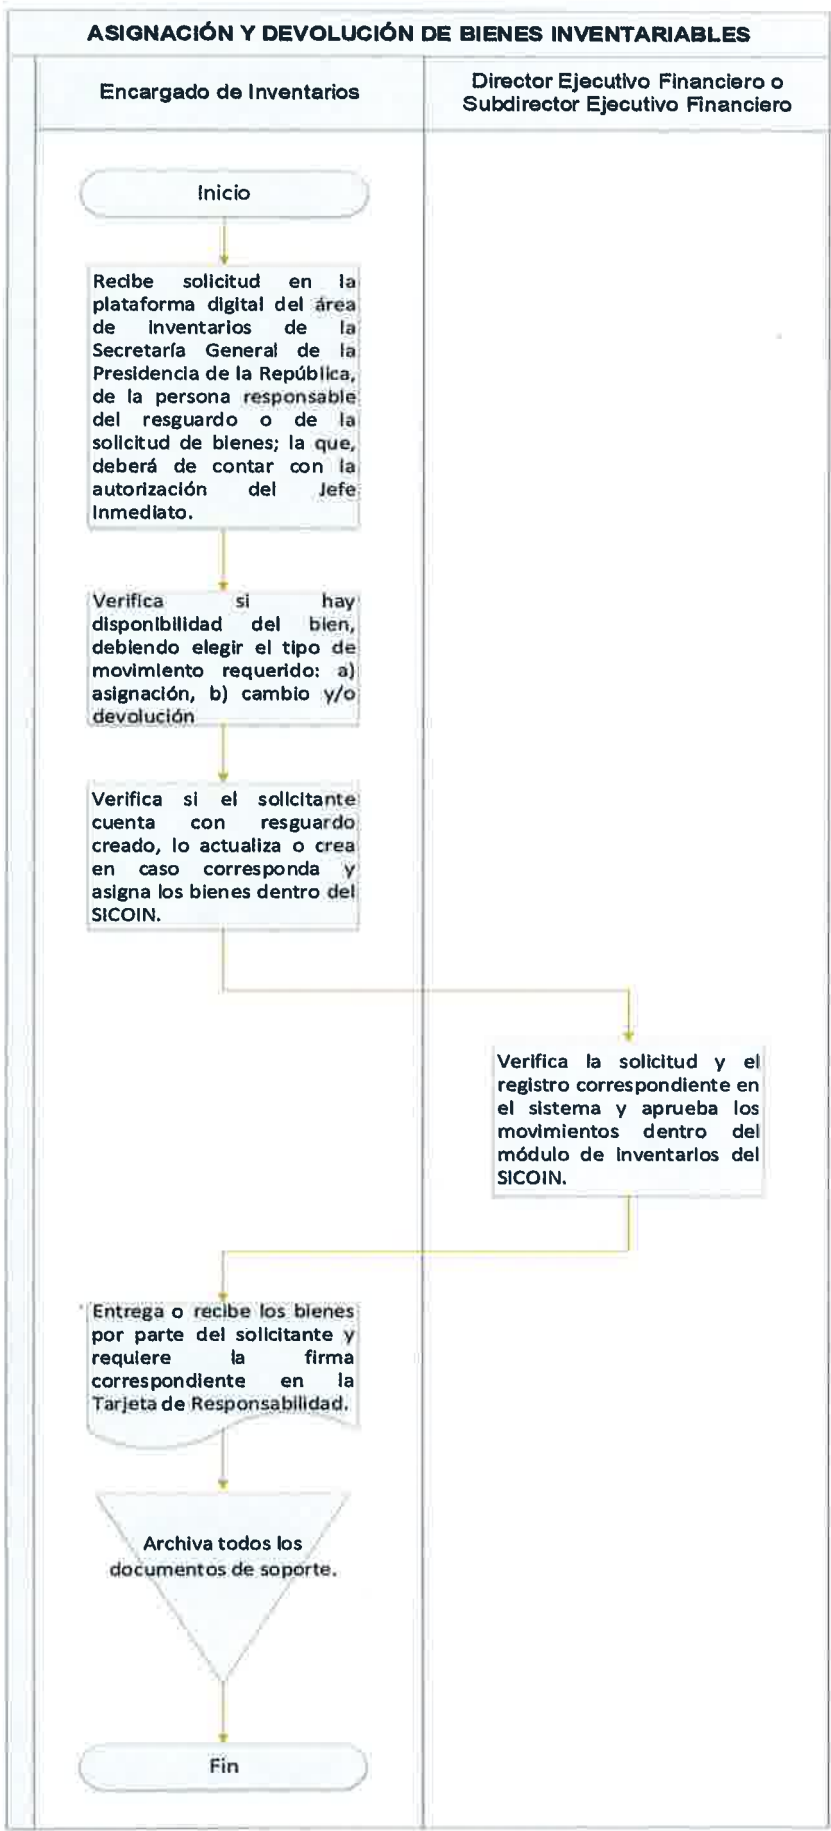 ASIGNACIÓN Y DEVOLUCIÓN DE BIENES INVENTARIABLES
Encargado de Inventarios
Director Ejecutivo Financiero o
Subdirector Ejecutivo Financiero
Inicio
Recibe solicitud en la
plataforma digital del área
de Inventarios de la
Secretaría General de la
Presidencia de la República,
de la persona responsable
del resguardo o de la
solicitud de bienes; la que,
deberá de contar con la
autorización del Jefe
Inmediato.
Verifica si hay
disponibilidad del bien,
debiendo elegir el tipo de
movimiento requerido: a)
asignación, b) cambio y/o
devolución
Verifica si el solicitante
cuenta con resguardo
creado, lo actualiza o crea
en caso corresponda y
asigna los bienes dentro del
SICOIN.
Verifica la solicitud y el
registro correspondiente en
el sistema y aprueba los
movimientos dentro del
módulo de Inventarios del
SICOIN.
Entrega o recibe los bienes
por parte del solicitante y
requiere la firma
correspondiente en la
Tarjeta de Responsabilidad.
Archiva todos los
documentos de soporte.
Fin